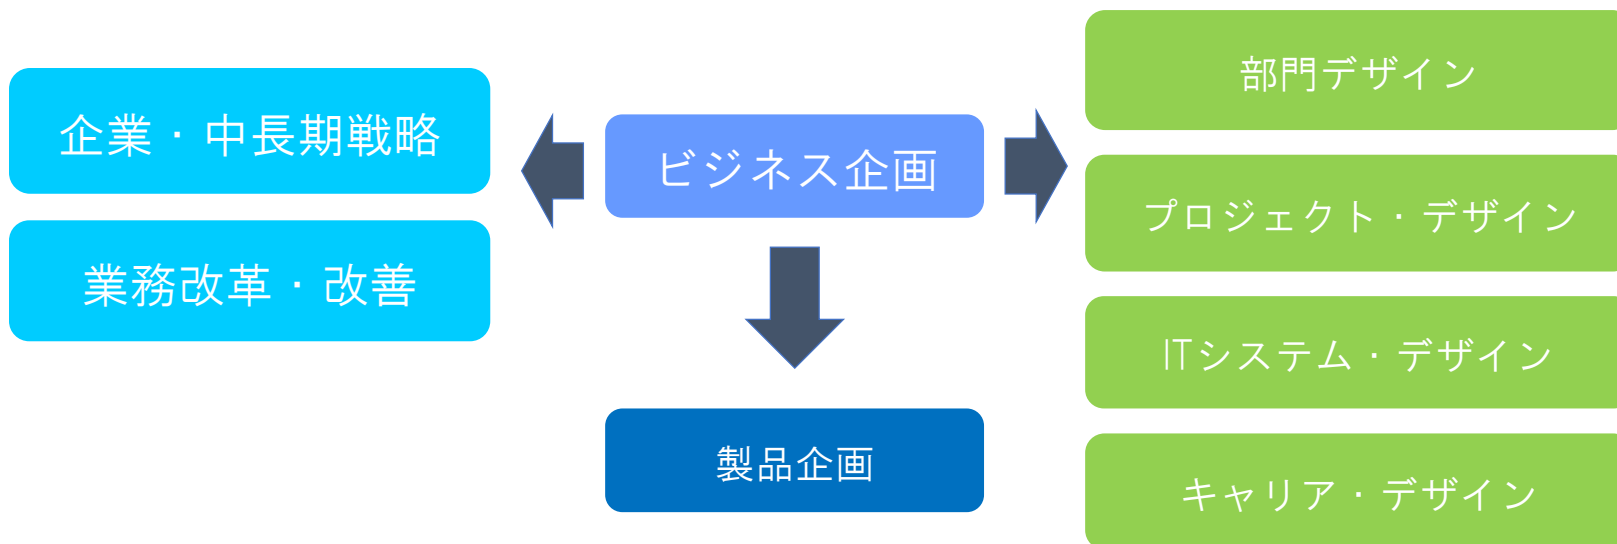 企業・中長期戦略
業務改革・改善
ビジネス企画
製品企画
部門デザイン
プロジェクト・デザイン
ITシステム・デザイン
キャリア・デザイン